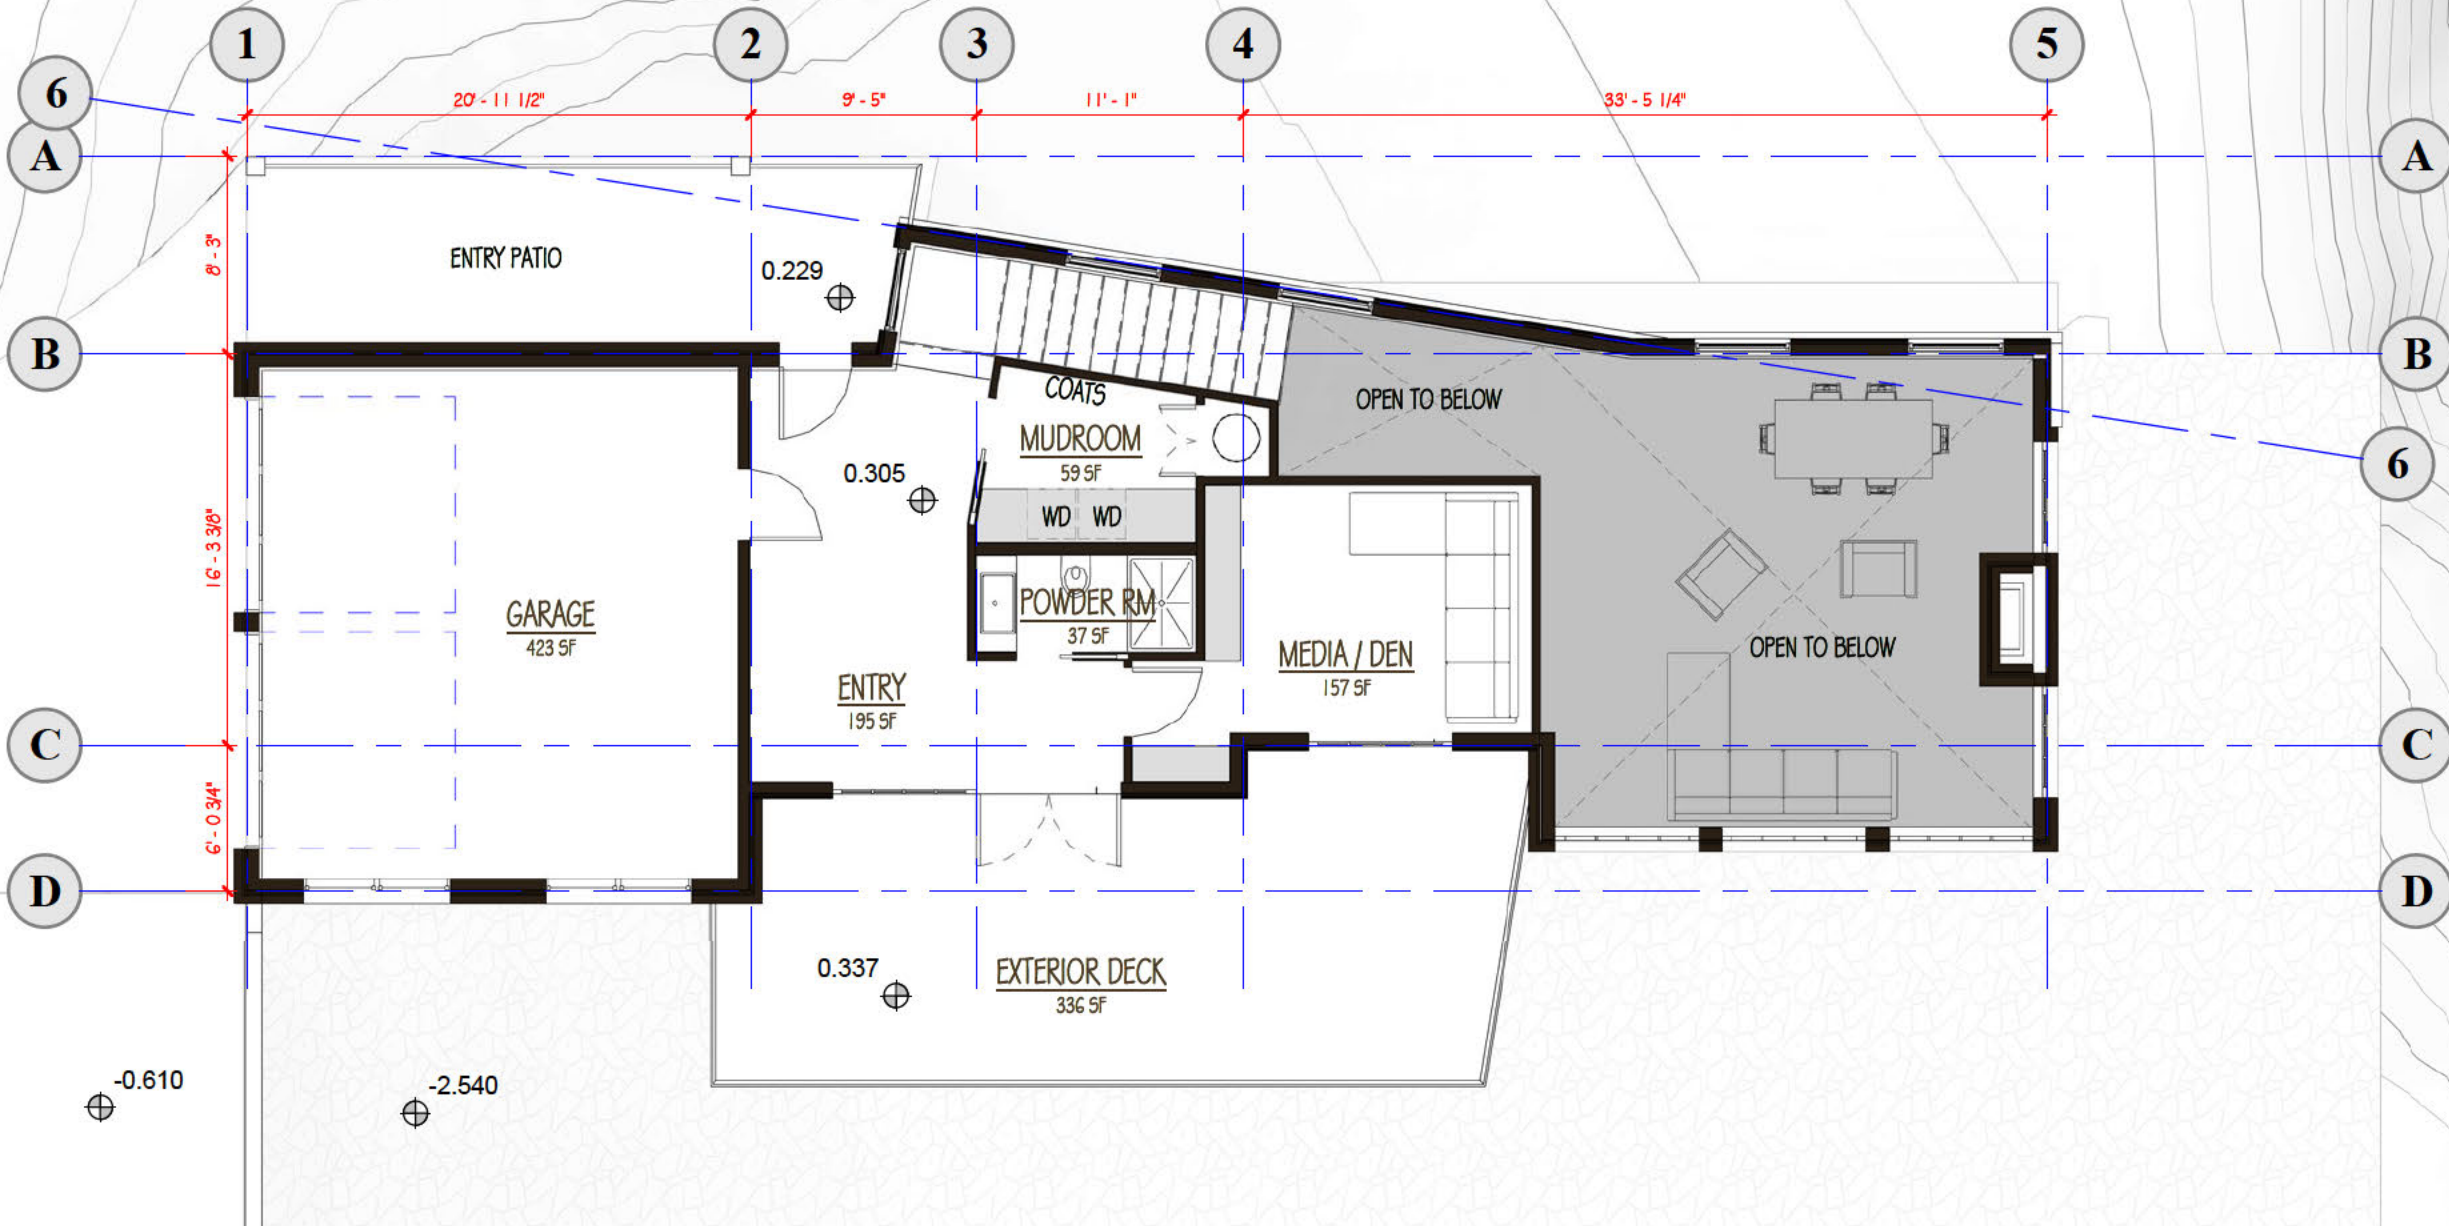 1
2
3
4
5
6
20' - 11 1/2"
9' - 5"
11' - 1"
33' - 5 1/4"
A
A
8' - 3"
ENTRY PATIO
0.229
B
B
COATS
OPEN TO BELOW
MUDROOM
59 SF
0.305
6
WD WD
16' - 3 3/8"
GARAGE
423 SF
POWDER RM
37 SF
MEDIA / DEN
157 SF
OPEN TO BELOW
ENTRY
195 SF
C
C
6' - 0 3/4"
D
D
0.337
EXTERIOR DECK
336 SF
-0.610
-2.540